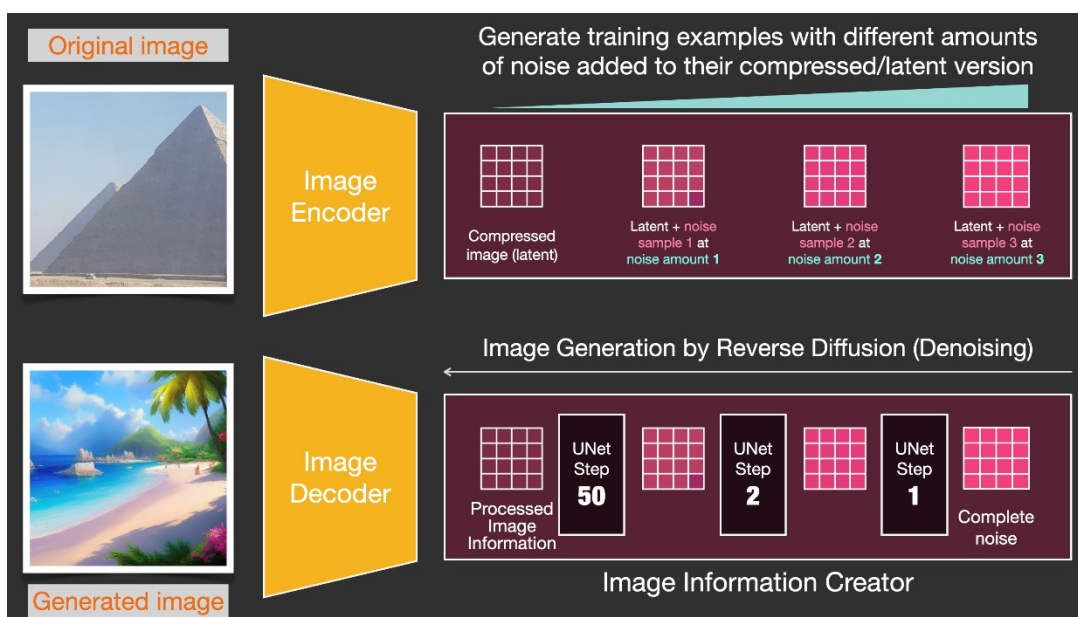 Original image
Generate training examples with different amounts
of noise added to their compressed/latent version
Image
Encoder
Compressed
image (latent)
Latent + noise
sample 1 at
noise amount 1
Latent + noise
sample 2 at
noise amount 2
Latent + noise
sample 3 at
noise amount 3
Image Generation by Reverse Diffusion (Denoising)
Image
Decoder
Processed
Image
Information
UNet
Step
50
UNet
Step
2
UNet
Step
1
Complete
noise
Generated image
Image Information Creator